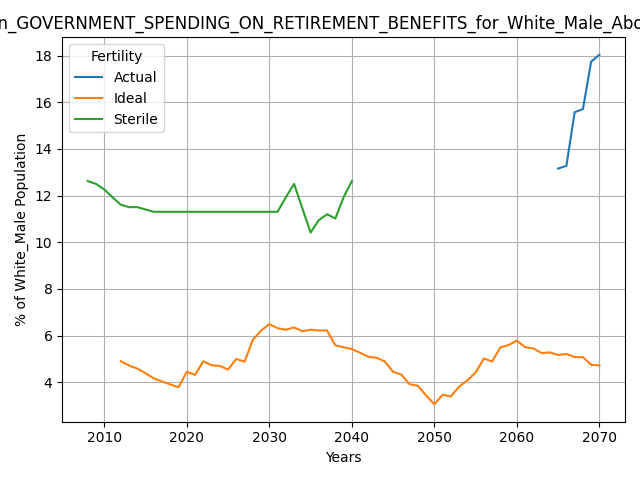 n_GOVERNMENT_SPENDING_ON_RETIREMENT_BENEFITS_for_White_Male_Abo
Fertility
Actual
Ideal
Sterile
% of White_Male Population
18
16
14
12
10
8
6
4
2010 2020 2030 2040 2050 2060 2070
Years